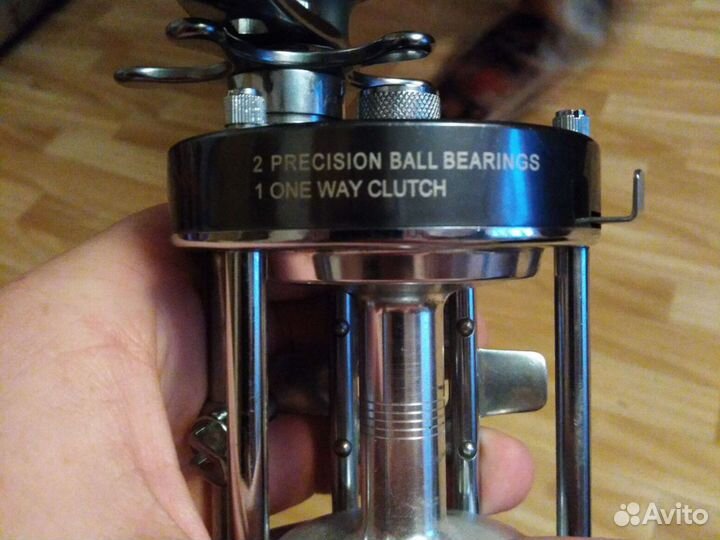 2 PRECISION BALL BEARINGS
1 ONE WAY CLUTCH
Avito